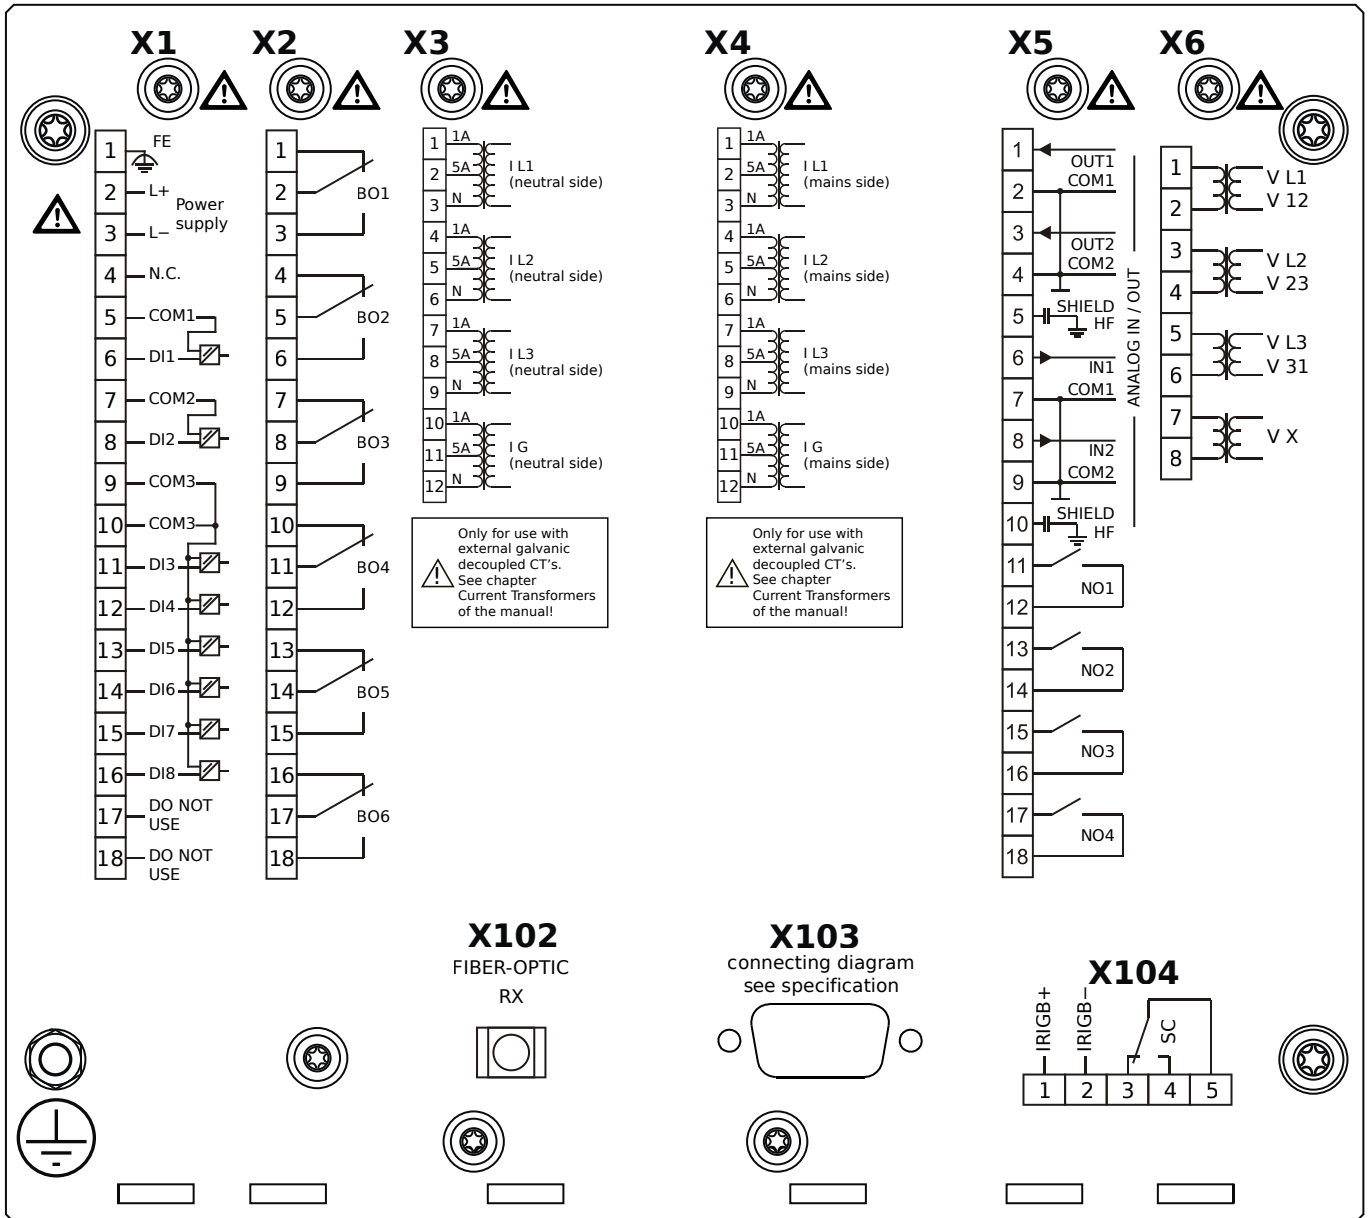 X1
X2
X3
X4
X5
X6
1
FE
2
L+
Power
supply
3
L−
4
N.C.
5
COM1
6
DI1
7
COM2
8
DI2
9
COM3
10
COM3
11
DI3
12
DI4
13
DI5
14
DI6
15
DI7
16
DI8
17
DO NOT
USE
18
DO NOT
USE
1
2
BO1
3
4
5
BO2
6
7
8
BO3
9
10
11
BO4
12
13
14
BO5
15
16
17
BO6
18
1
1A
2
5A
I L1
(neutral side)
3
N
4
1A
5
5A
I L2
(neutral side)
6
N
7
1A
8
5A
I L3
(neutral side)
9
N
10
1A
11
5A
I G
(neutral side)
12
N
Only for use with
external galvanic
decoupled CT’s.
See chapter
Current Transformers
of the manual!
1
1A
2
5A
I L1
(mains side)
3
N
4
1A
5
5A
I L2
(mains side)
6
N
7
1A
8
5A
I L3
(mains side)
9
N
10
1A
11
5A
I G
(mains side)
12
N
Only for use with
external galvanic
decoupled CT’s.
See chapter
Current Transformers
of the manual!
1
OUT1
2
COM1
3
OUT2
4
COM2
5
SHIELD
HF
6
IN1
7
COM1
8
IN2
9
COM2
10
SHIELD
HF
ANALOG IN / OUT
11
NO1
12
13
NO2
14
15
NO3
16
17
NO4
18
1
V L1
2
V 12
3
V L2
4
V 23
5
V L3
6
V 31
7
V X
8
X102
FIBER-OPTIC
RX
X103
connecting diagram
see specification
X104
IRIGB+
IRIGB−
SC
1
2
3
4
5